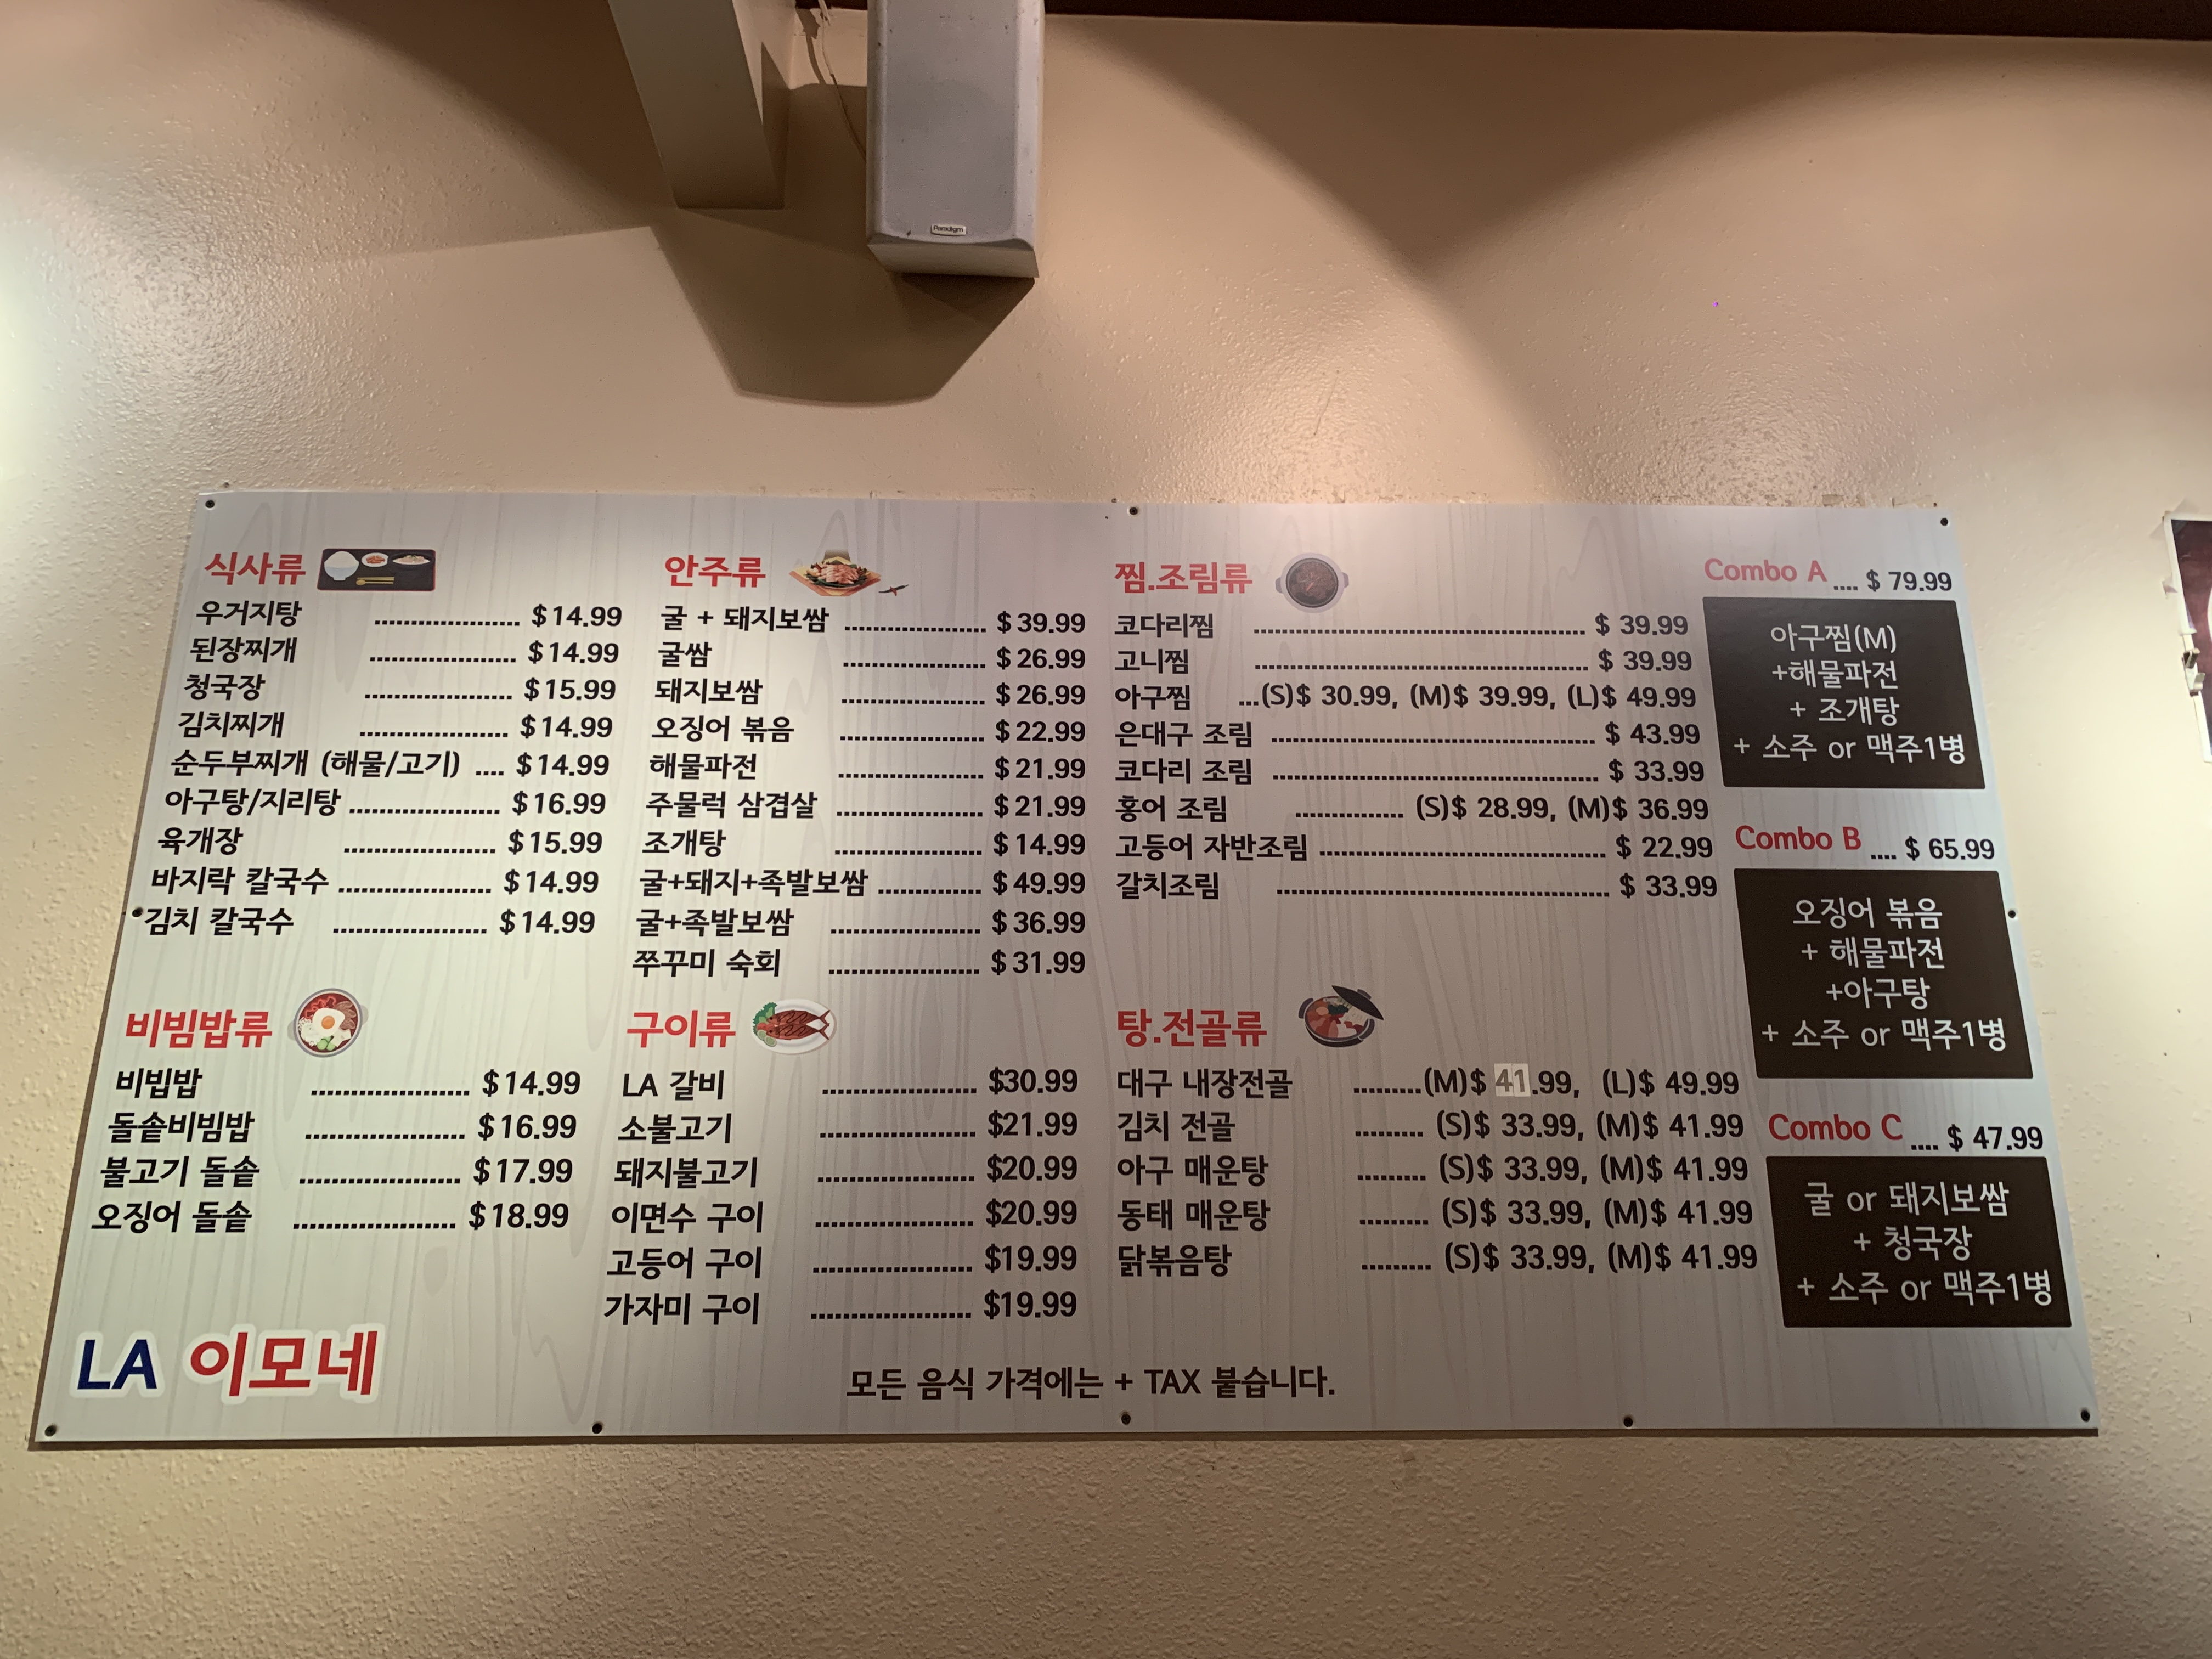 Paradigm
식사류
우거지탕 .................... $14.99
된장찌개 .................... $14.99
청국장 .................... $15.99
김치찌개 .................... $14.99
순두부찌개 (해물/고기) .... $14.99
아구탕/지리탕 .................... $16.99
육개장 .................... $15.99
바지락 칼국수 .................... $14.99
김치 칼국수 .................... $14.99
비빔밥류
비빕밥 .................... $14.99
돌솥비빔밥 .................... $16.99
불고기 돌솥 .................... $17.99
오징어 돌솥 .................... $18.99
LA 이모네
안주류
굴 + 돼지보쌈 .................... $39.99
굴쌈 .................... $26.99
돼지보쌈 .................... $26.99
오징어 볶음 .................... $22.99
해물파전 .................... $21.99
주물럭 삼겹살 .................... $21.99
조개탕 .................... $14.99
굴+돼지+족발보쌈 .............. $49.99
굴+족발보쌈 .................... $36.99
쭈꾸미 숙회 .................... $31.99
구이류
LA 갈비 .................... $30.99
소불고기 .................... $21.99
돼지불고기 .................... $20.99
이면수 구이 .................... $20.99
고등어 구이 .................... $19.99
가자미 구이 .................... $19.99
찜.조림류
코다리찜 .................... $ 39.99
고니찜 .................... $ 39.99
아구찜 ...(S)$ 30.99, (M)$ 39.99, (L)$ 49.99
은대구 조림 .................... $ 43.99
코다리 조림 .................... $ 33.99
홍어 조림 ............... (S)$ 28.99, (M)$ 36.99
고등어 자반조림 .................... $ 22.99
갈치조림 .................... $ 33.99
탕.전골류
대구 내장전골 .........(M)$ 41.99, (L)$ 49.99
김치 전골 ......... (S)$ 33.99, (M)$ 41.99
아구 매운탕 ......... (S)$ 33.99, (M)$ 41.99
동태 매운탕 ......... (S)$ 33.99, (M)$ 41.99
닭볶음탕 ......... (S)$ 33.99, (M)$ 41.99
Combo A .... $ 79.99
아구찜(M)
+해물파전
+ 조개탕
+ 소주 or 맥주1병
Combo B .... $ 65.99
오징어 볶음
+ 해물파전
+아구탕
+ 소주 or 맥주1병
Combo C .... $ 47.99
굴 or 돼지보쌈
+ 청국장
+ 소주 or 맥주1병
모든 음식 가격에는 + TAX 붙습니다.